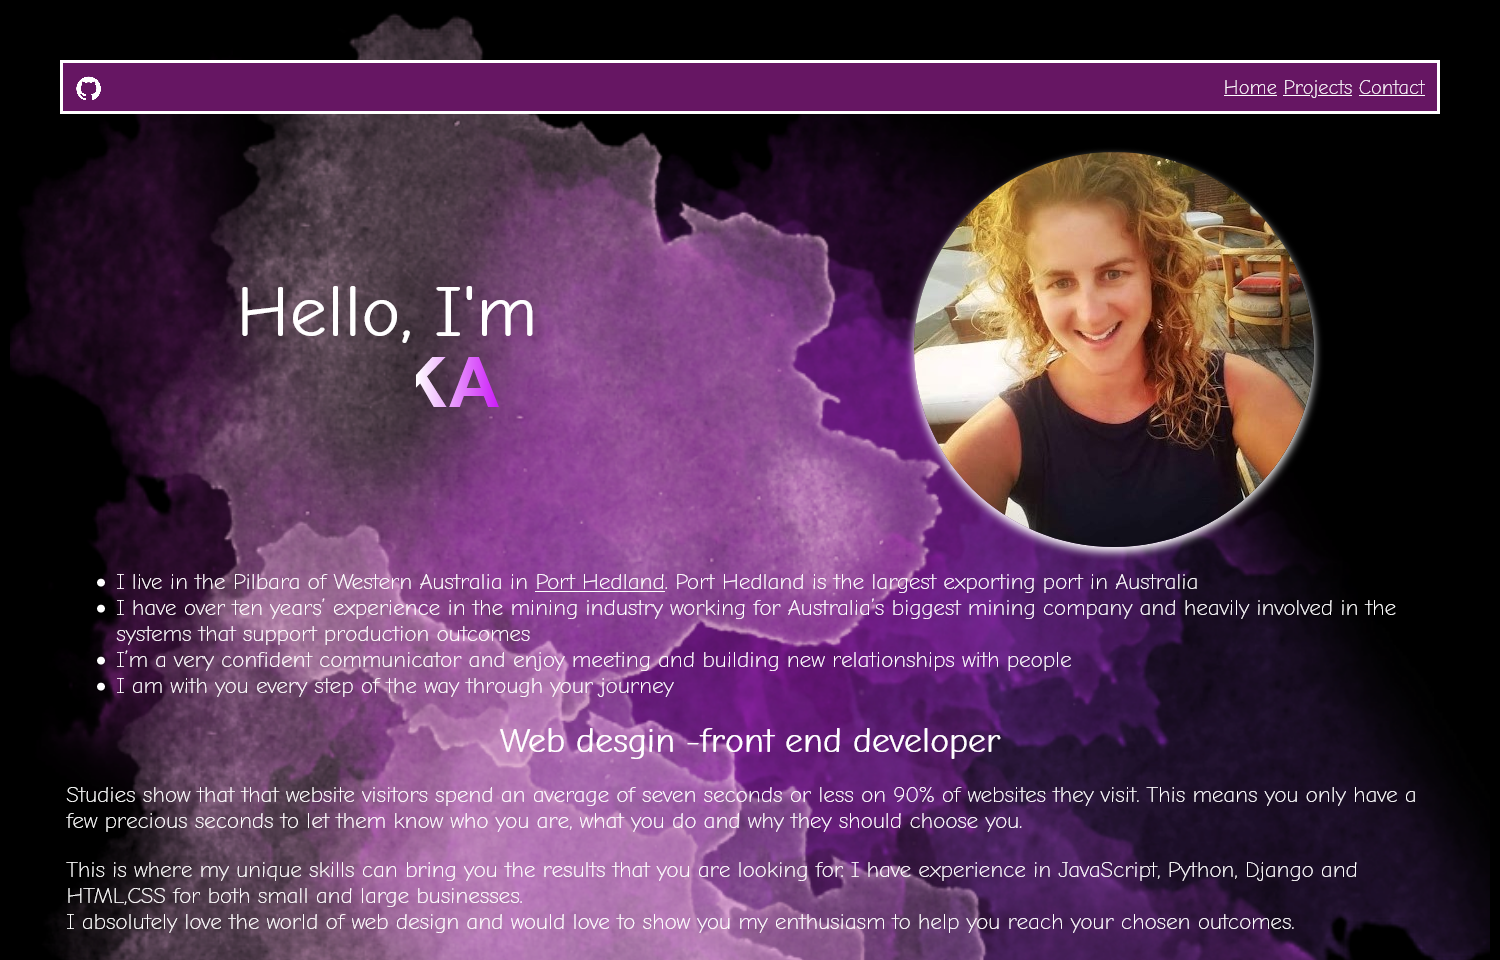 Home Projects Contact
Hello, I'm
KA
I live in the Pilbara of Western Australia in Port Hedland. Port Hedland is the largest exporting port in Australia
I have over ten years’ experience in the mining industry working for Australia’s biggest mining company and heavily involved in the
systems that support production outcomes
I’m a very confident communicator and enjoy meeting and building new relationships with people
I am with you every step of the way through your journey
Web desgin -front end developer
Studies show that that website visitors spend an average of seven seconds or less on 90% of websites they visit. This means you only have a
few precious seconds to let them know who you are, what you do and why they should choose you.
This is where my unique skills can bring you the results that you are looking for. I have experience in JavaScript, Python, Django and
HTML,CSS for both small and large businesses.
I absolutely love the world of web design and would love to show you my enthusiasm to help you reach your chosen outcomes.